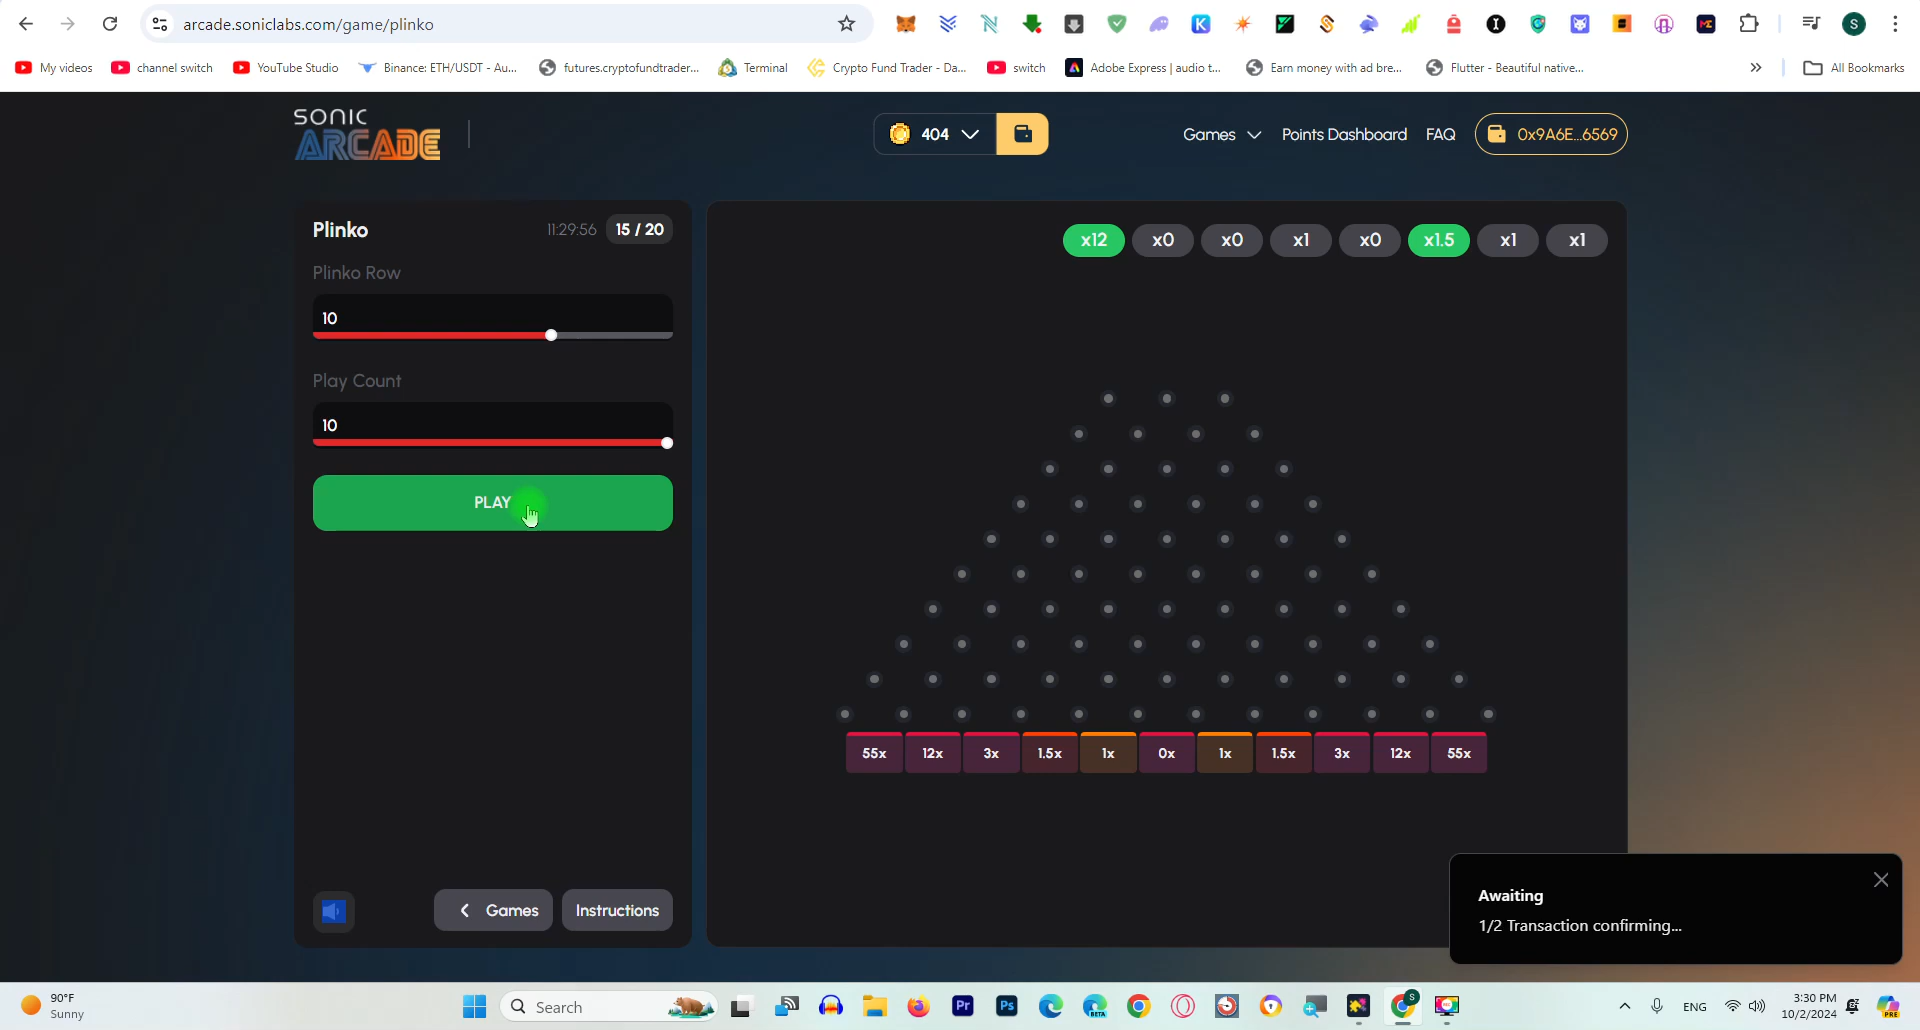 arcade.soniclabs.com/game/plinko
My videos
channel switch
YouTube Studio
Binance: ETH/USDT - Au...
futures.cryptofundtrader...
Terminal
Crypto Fund Trader - Da...
switch
Adobe Express | audio t...
Earn money with ad bre...
Flutter - Beautiful native...
All Bookmarks
SONIC
ARCADE
404
Games
Points Dashboard
FAQ
0x9A6E...6569
Plinko
11:29:56
15 / 20
x12
x0
x0
x1
x0
x1.5
x1
x1
Plinko Row
10
Play Count
10
PLAY
55x
12x
3x
1.5x
1x
0x
1x
1.5x
3x
12x
55x
Games
Instructions
Awaiting
1/2 Transaction confirming...
90°F
Sunny
Search
ENG
3:30 PM
10/2/2024